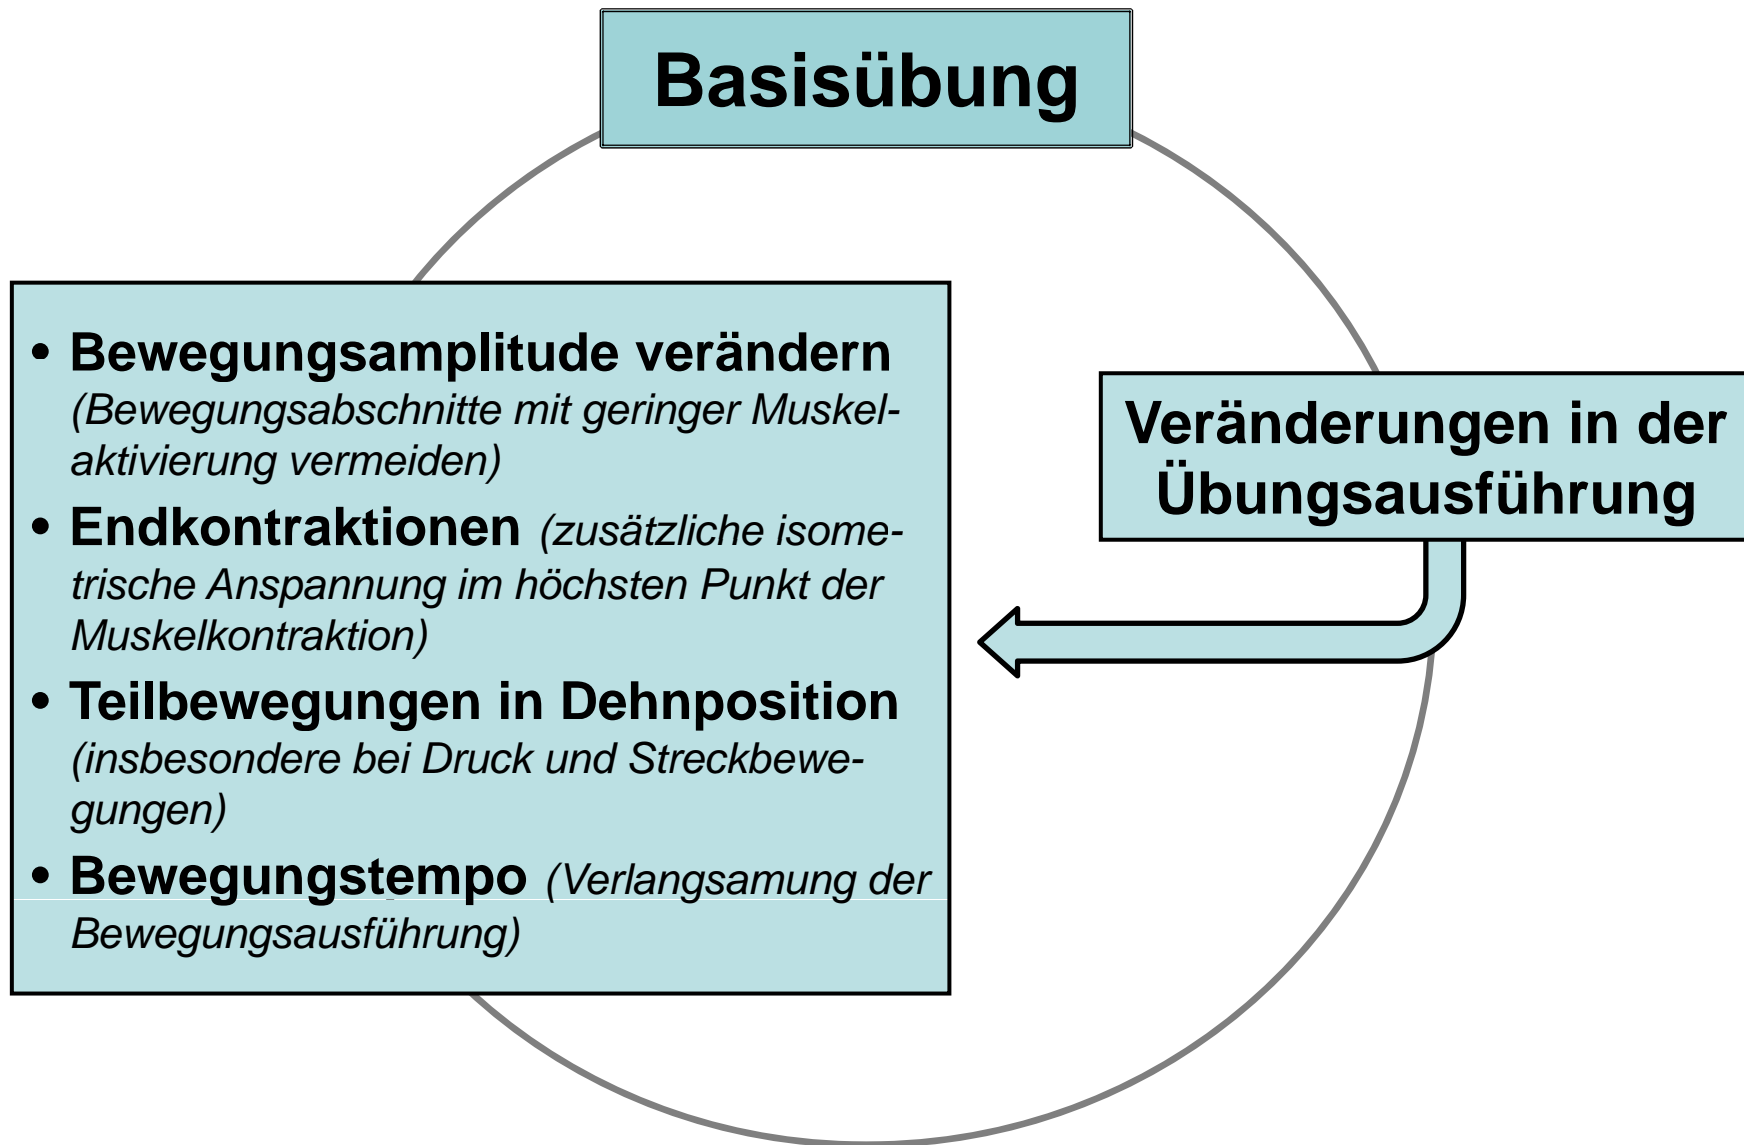 Basisübung
• Bewegungsamplitude verändern
(Bewegungsabschnitte mit geringer Muskel-
aktivierung vermeiden)
• Endkontraktionen (zusätzliche isome-
trische Anspannung im höchsten Punkt der
Muskelkontraktion)
• Teilbewegungen in Dehnposition
(insbesondere bei Druck und Streckbewe-
gungen)
• Bewegungstempo (Verlangsamung der
Bewegungsausführung)
Veränderungen in der
Übungsausführung